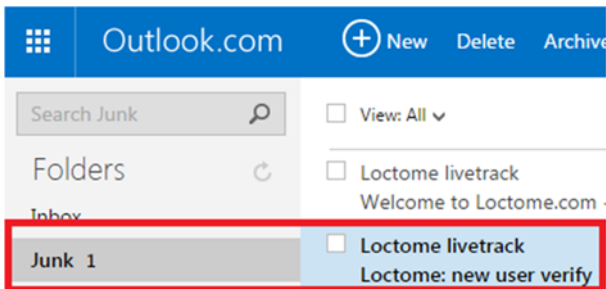 Outlook.com
New Delete Archive
Search Junk
View: All
Folders
Loctome livetrack
Welcome to Loctome.com -
Inbox
Junk 1
Loctome livetrack
Loctome: new user verify